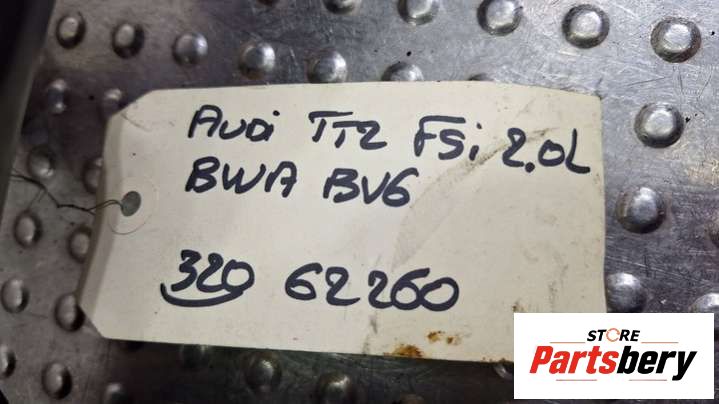 AUDi TT2 FSi 2.0L
BWA BV6
320 62260
STORE
Partsbery